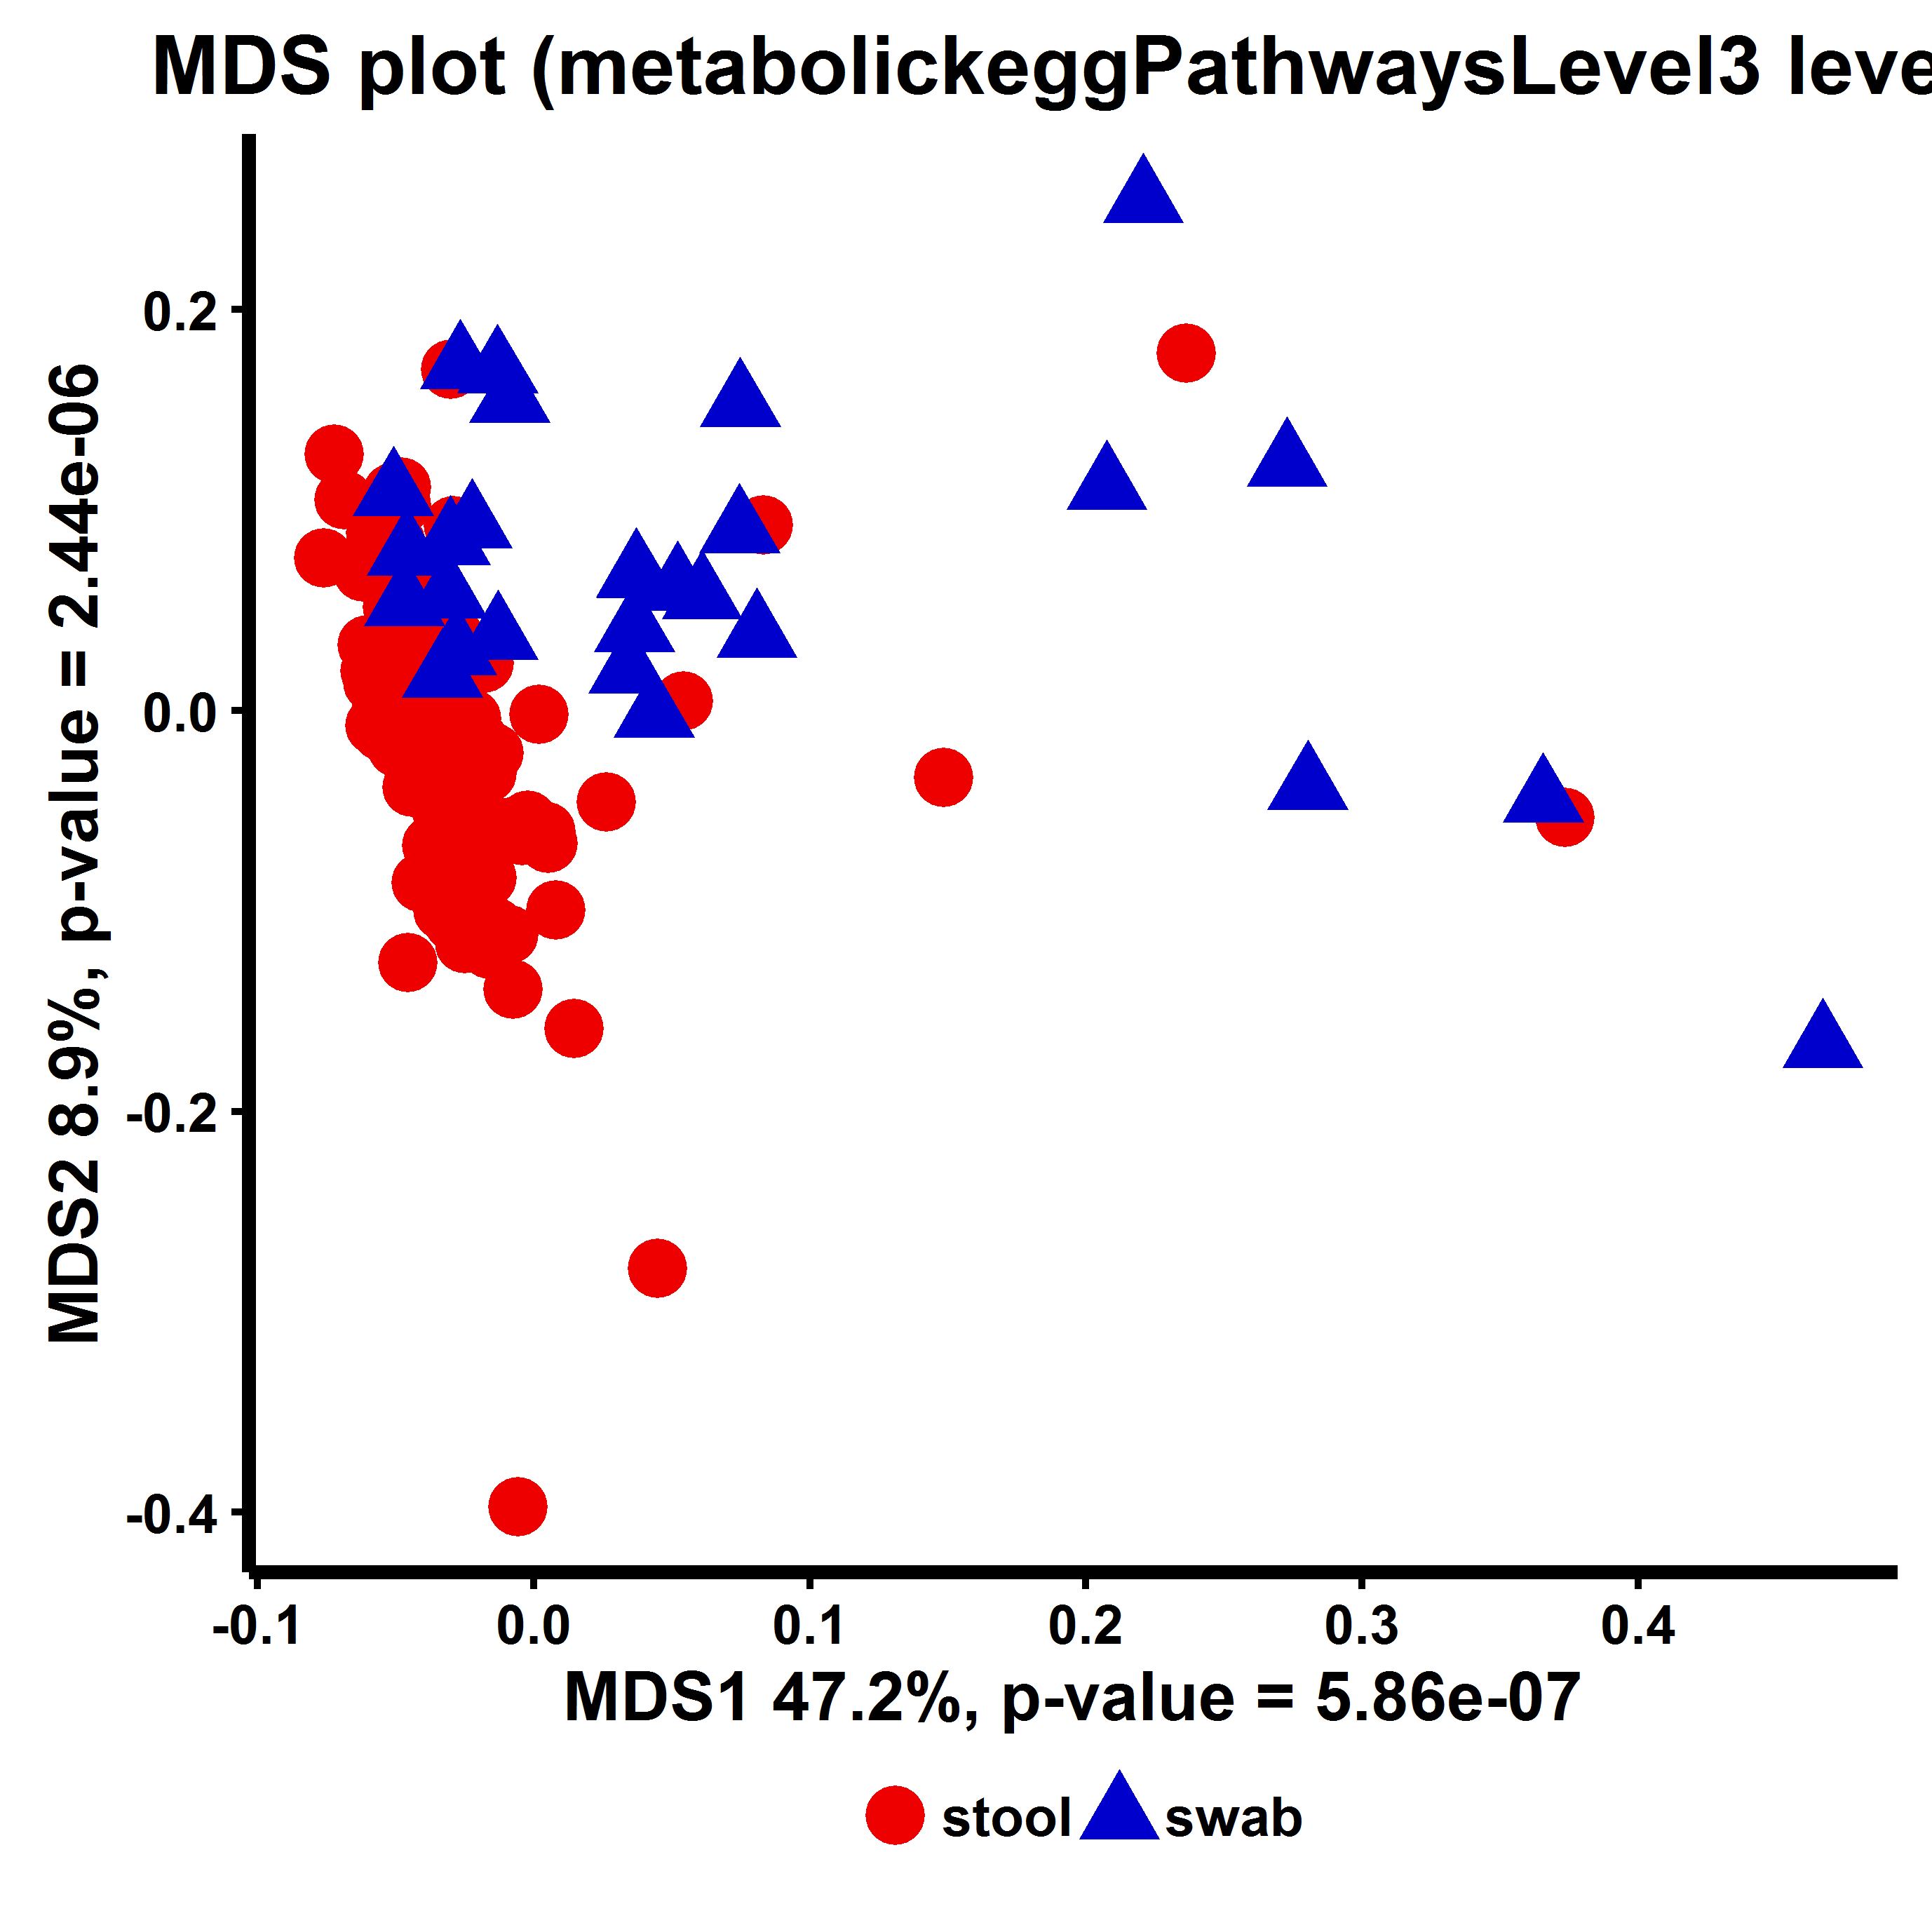 MDS plot (metabolickeggPathwaysLevel3 leve
MDS2 8.9%, p-value = 2.44e-06
0.2
0.0
-0.2
-0.4
-0.1 0.0 0.1 0.2 0.3 0.4
MDS1 47.2%, p-value = 5.86e-07
stool swab